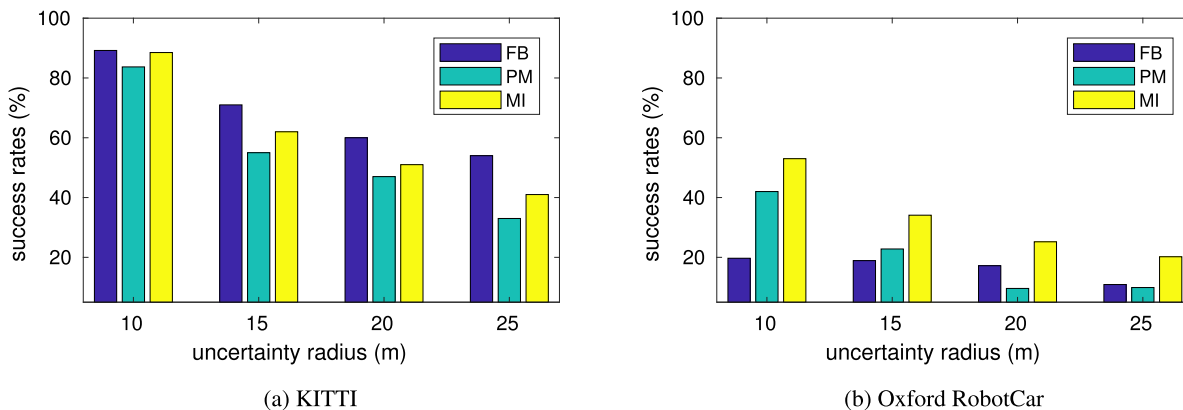 100
80
60
40
20
success rates (%)
FB
PM
MI
10 15 20 25
uncertainty radius (m)
(a) KITTI
100
80
60
40
20
success rates (%)
FB
PM
MI
10 15 20 25
uncertainty radius (m)
(b) Oxford RobotCar